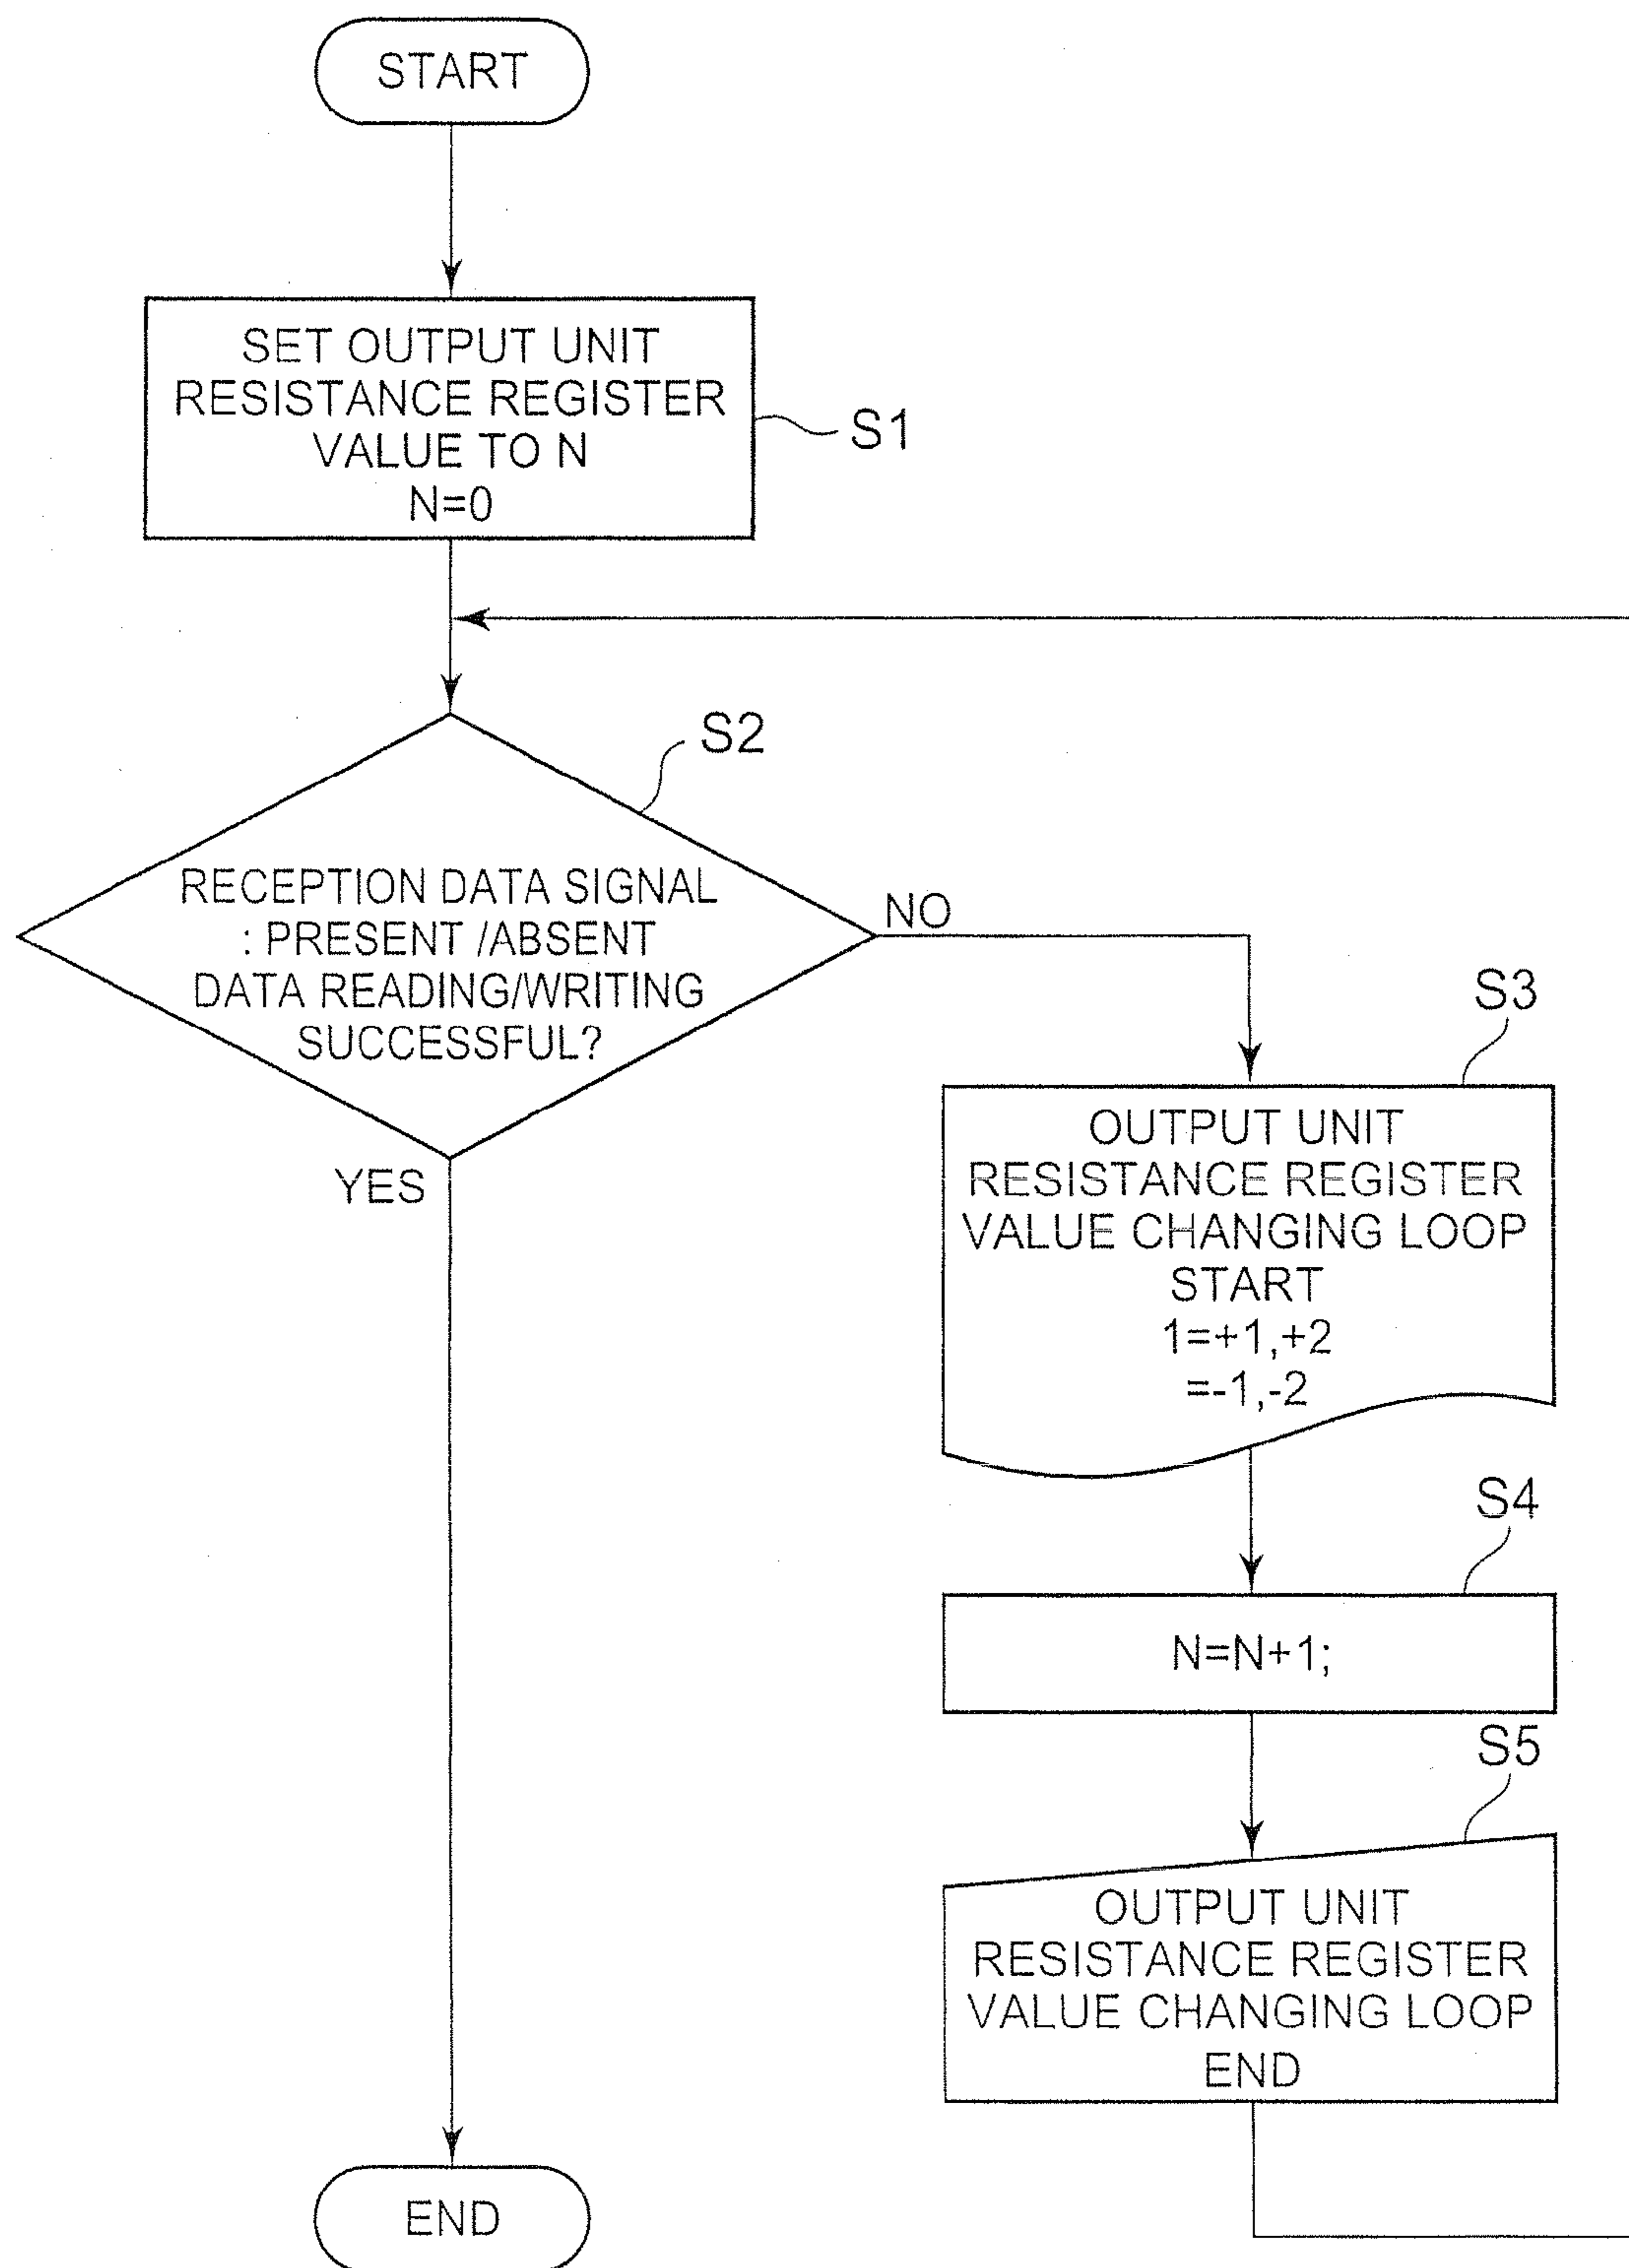 START
SET OUTPUT UNIT
RESISTANCE REGISTER
VALUE TO N
N=0
S1
S2
RECEPTION DATA SIGNAL
: PRESENT /ABSENT
DATA READING/WRITING
SUCCESSFUL?
NO
YES
S3
OUTPUT UNIT
RESISTANCE REGISTER
VALUE CHANGING LOOP
START
1=+1,+2
=-1,-2
S4
N=N+1;
S5
OUTPUT UNIT
RESISTANCE REGISTER
VALUE CHANGING LOOP
END
END